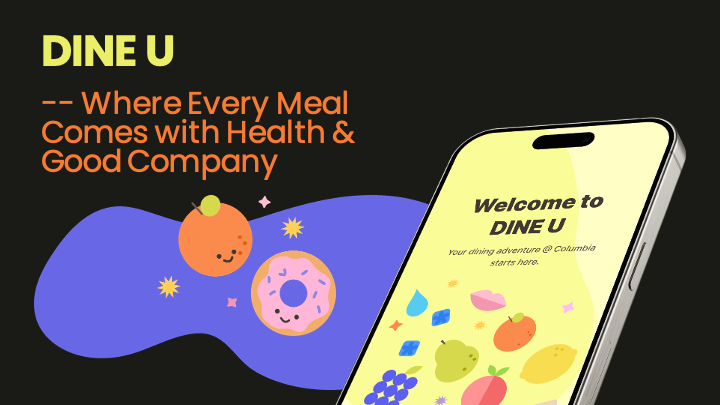 DINE U
-- Where Every Meal
Comes with Health &
Good Company
Welcome to
DINE U
Your dining adventure @ Columbia
starts here.